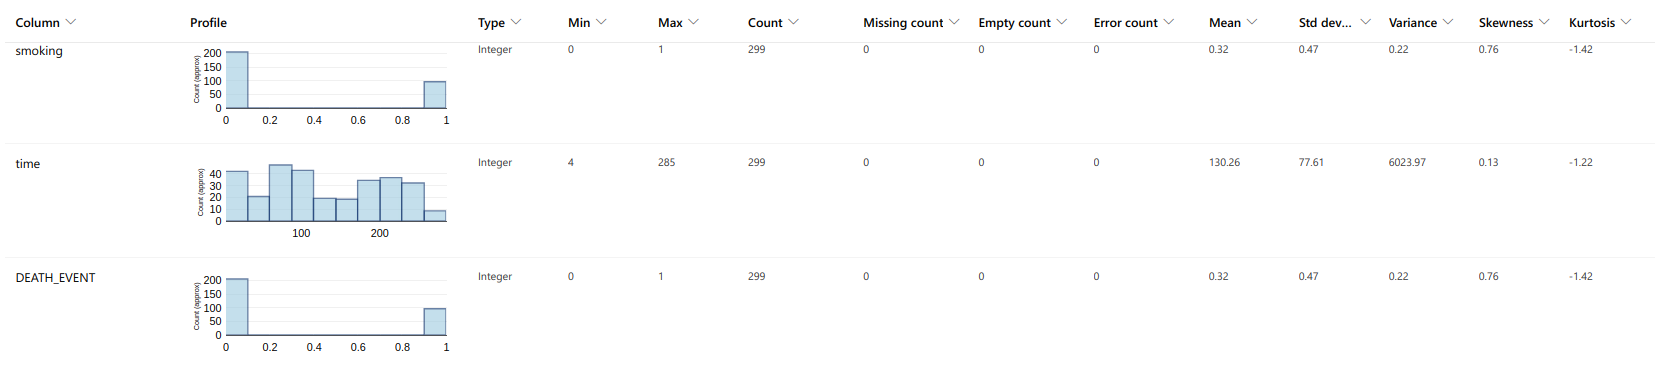 Column Profile Type Min Max Count Missing count Empty count Error count Mean Std dev... Variance Skewness Kurtosis
smoking Integer 0 1 299 0 0 0 0.32 0.47 0.22 0.76 -1.42
Count (approx)
200
150
100
50
0
0 0.2 0.4 0.6 0.8 1
time Integer 4 285 299 0 0 0 130.26 77.61 6023.97 0.13 -1.22
Count (approx)
40
30
20
10
0
100 200
DEATH_EVENT Integer 0 1 299 0 0 0 0.32 0.47 0.22 0.76 -1.42
Count (approx)
200
150
100
50
0
0 0.2 0.4 0.6 0.8 1